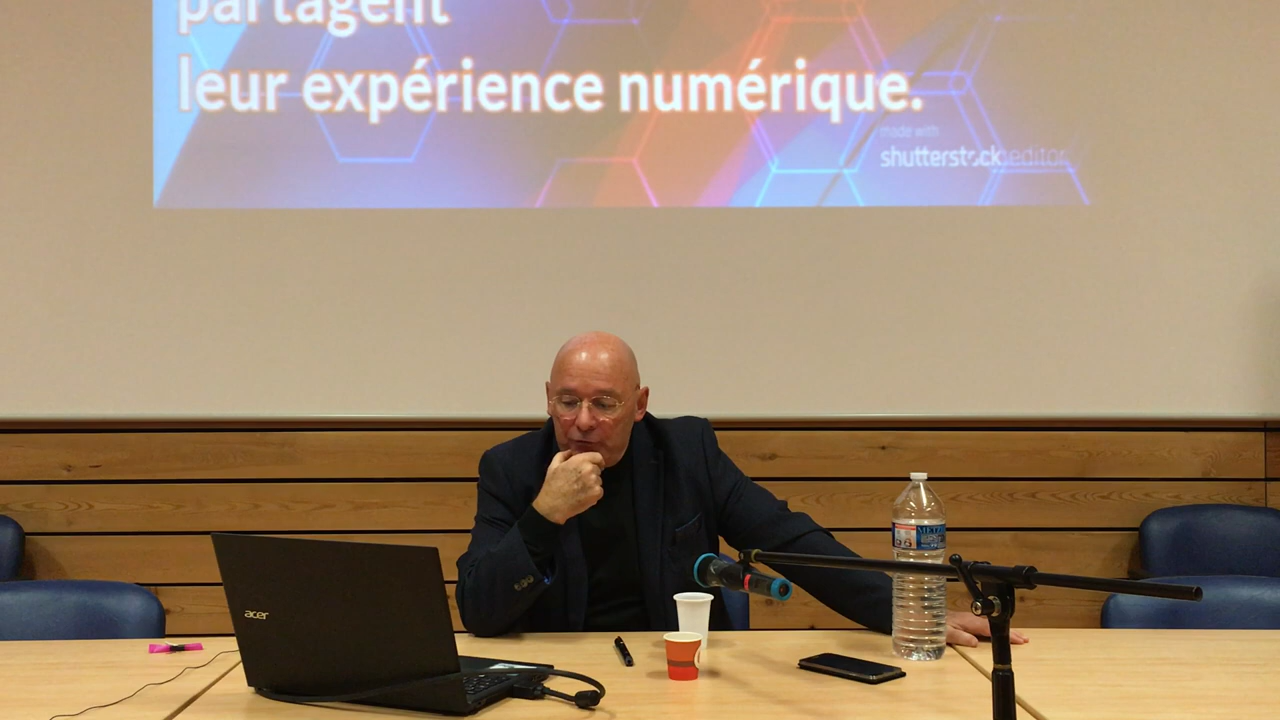 partagent
leur expérience numérique.
made with
shutterstock editor
acer